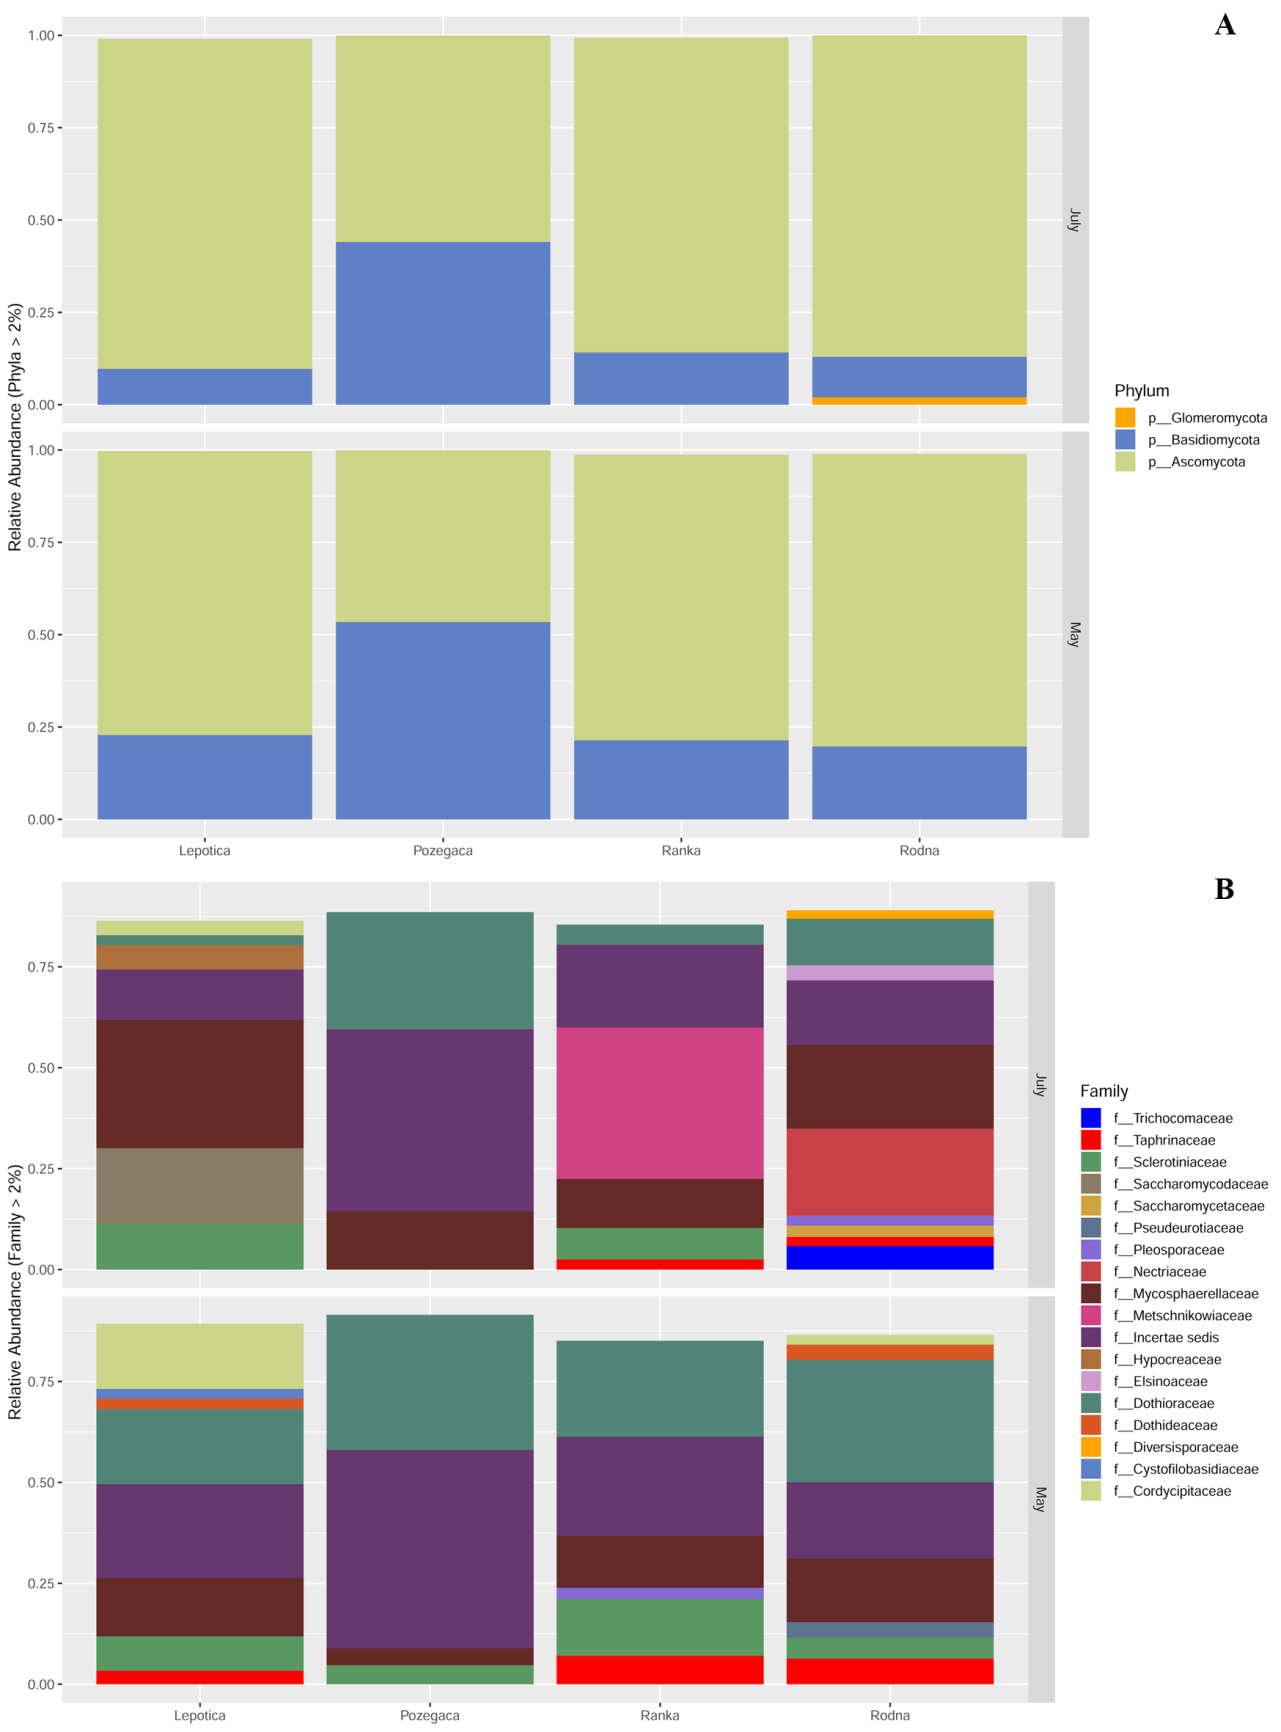 A
Relative Abundance (Phyla > 2%)
1.00
0.75
0.50
0.25
0.00
July
1.00
0.75
0.50
0.25
0.00
May
Lepotica Pozegaca Ranka Rodna
Phylum
p__Glomeromycota
p__Basidiomycota
p__Ascomycota
B
Relative Abundance (Family > 2%)
0.75
0.50
0.25
0.00
July
0.75
0.50
0.25
0.00
May
Lepotica Pozegaca Ranka Rodna
Family
f__Trichocomaceae
f__Taphrinaceae
f__Sclerotiniaceae
f__Saccharomycodaceae
f__Saccharomycetaceae
f__Pseudeurotiaceae
f__Pleosporaceae
f__Nectriaceae
f__Mycosphaerellaceae
f__Metschnikowiaceae
f__Incertae sedis
f__Hypocreaceae
f__Elsinoaceae
f__Dothioraceae
f__Dothideaceae
f__Diversisporaceae
f__Cystofilobasidiaceae
f__Cordycipitaceae